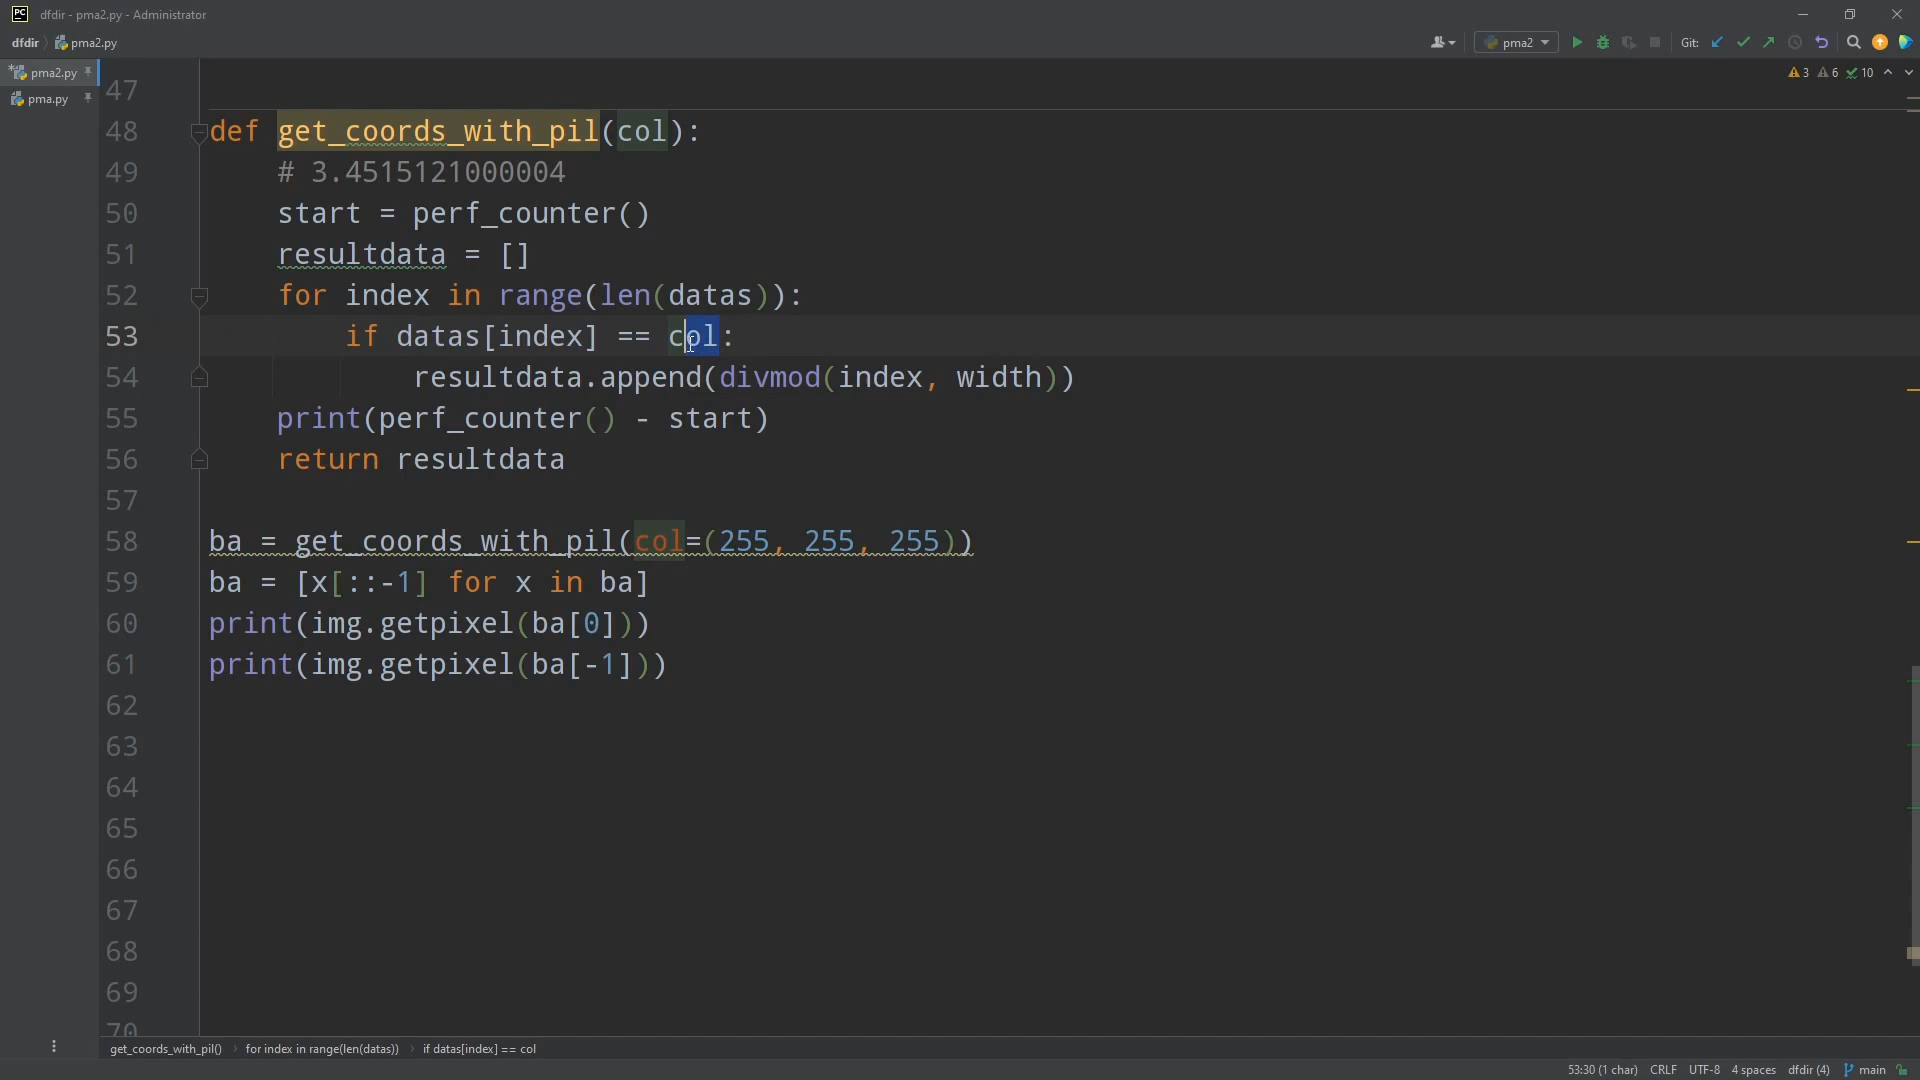 dfdir - pma2.py - Administrator
dfdir pma2.py
pma2
Git:
pma2.py
pma.py
3 6 10
47
48 def get_coords_with_pil(col):
49 # 3.4515121000004
50 start = perf_counter()
51 resultdata = []
52 for index in range(len(datas)):
53 if datas[index] == col:
54 resultdata.append(divmod(index, width))
55 print(perf_counter() - start)
56 return resultdata
57
58 ba = get_coords_with_pil(col=(255, 255, 255))
59 ba = [x[::-1] for x in ba]
60 print(img.getpixel(ba[0]))
61 print(img.getpixel(ba[-1]))
62
63
64
65
66
67
68
69
70
get_coords_with_pil() for index in range(len(datas)) if datas[index] == col
53:30 (1 char) CRLF UTF-8 4 spaces dfdir (4) main